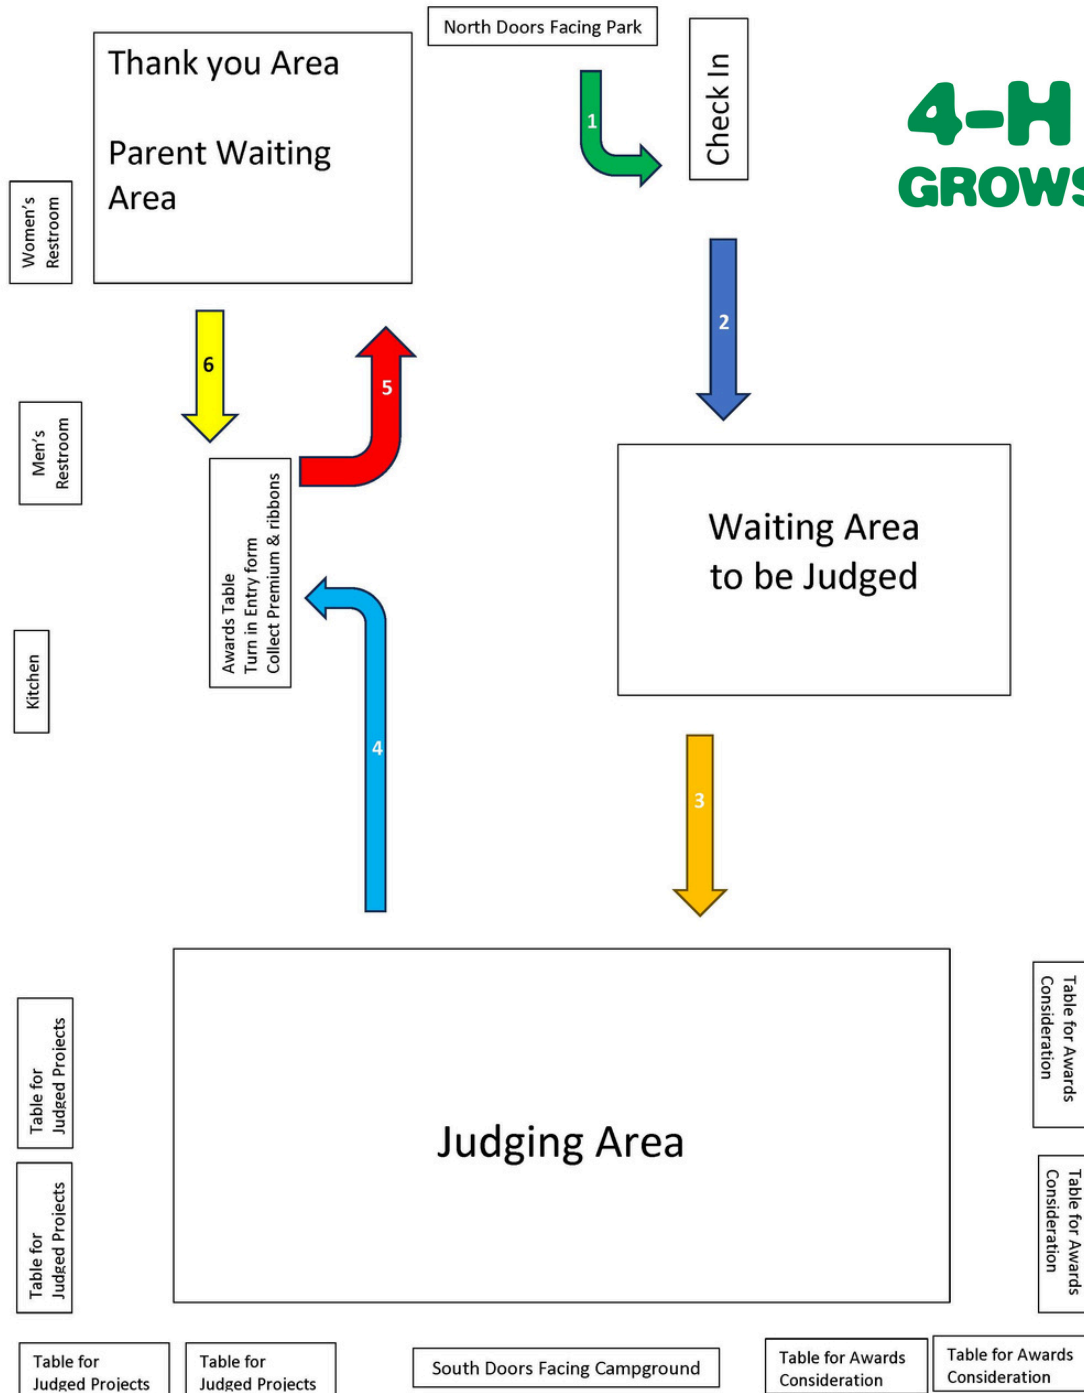 North Doors Facing Park
Thank you Area
Parent Waiting
Area
Check In
4-H
GROWS
1
Women's
Restroom
2
6
5
Men's
Restroom
Awards Table
Turn in Entry form
Collect Premium & ribbons
Waiting Area
to be Judged
Kitchen
4
3
Table for
Judged Projects
Table for Awards
Consideration
Judging Area
Table for
Judged Projects
Table for Awards
Consideration
Table for
Judged Projects
Table for
Judged Projects
South Doors Facing Campground
Table for Awards
Consideration
Table for Awards
Consideration